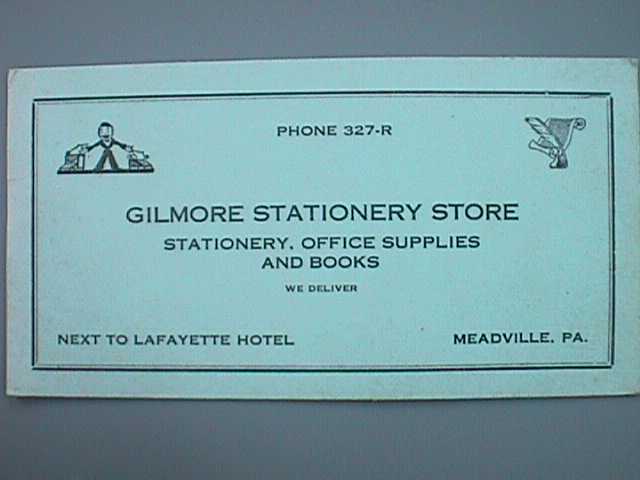 PHONE 327-R
GILMORE STATIONERY STORE
STATIONERY, OFFICE SUPPLIES
AND BOOKS
WE DELIVER
NEXT TO LAFAYETTE HOTEL
MEADVILLE, PA.